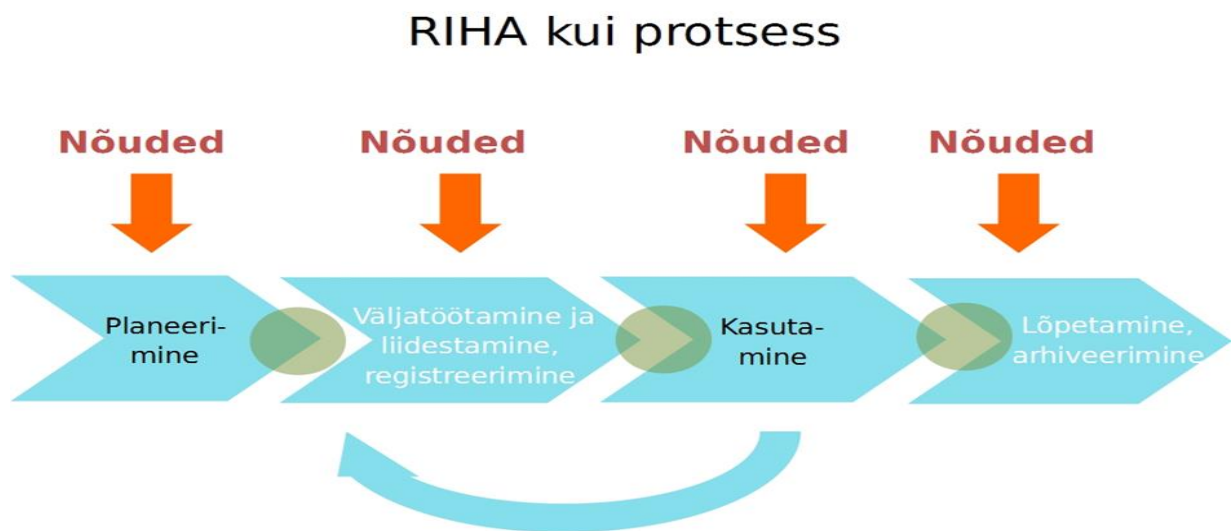 RIHA kui protsess
Nõuded
Nõuded
Nõuded
Nõuded
Planeeri-
mine
Väljatöötamine ja
liidestamine,
registreerimine
Kasuta-
mine
Lõpetamine,
arhiveerimine